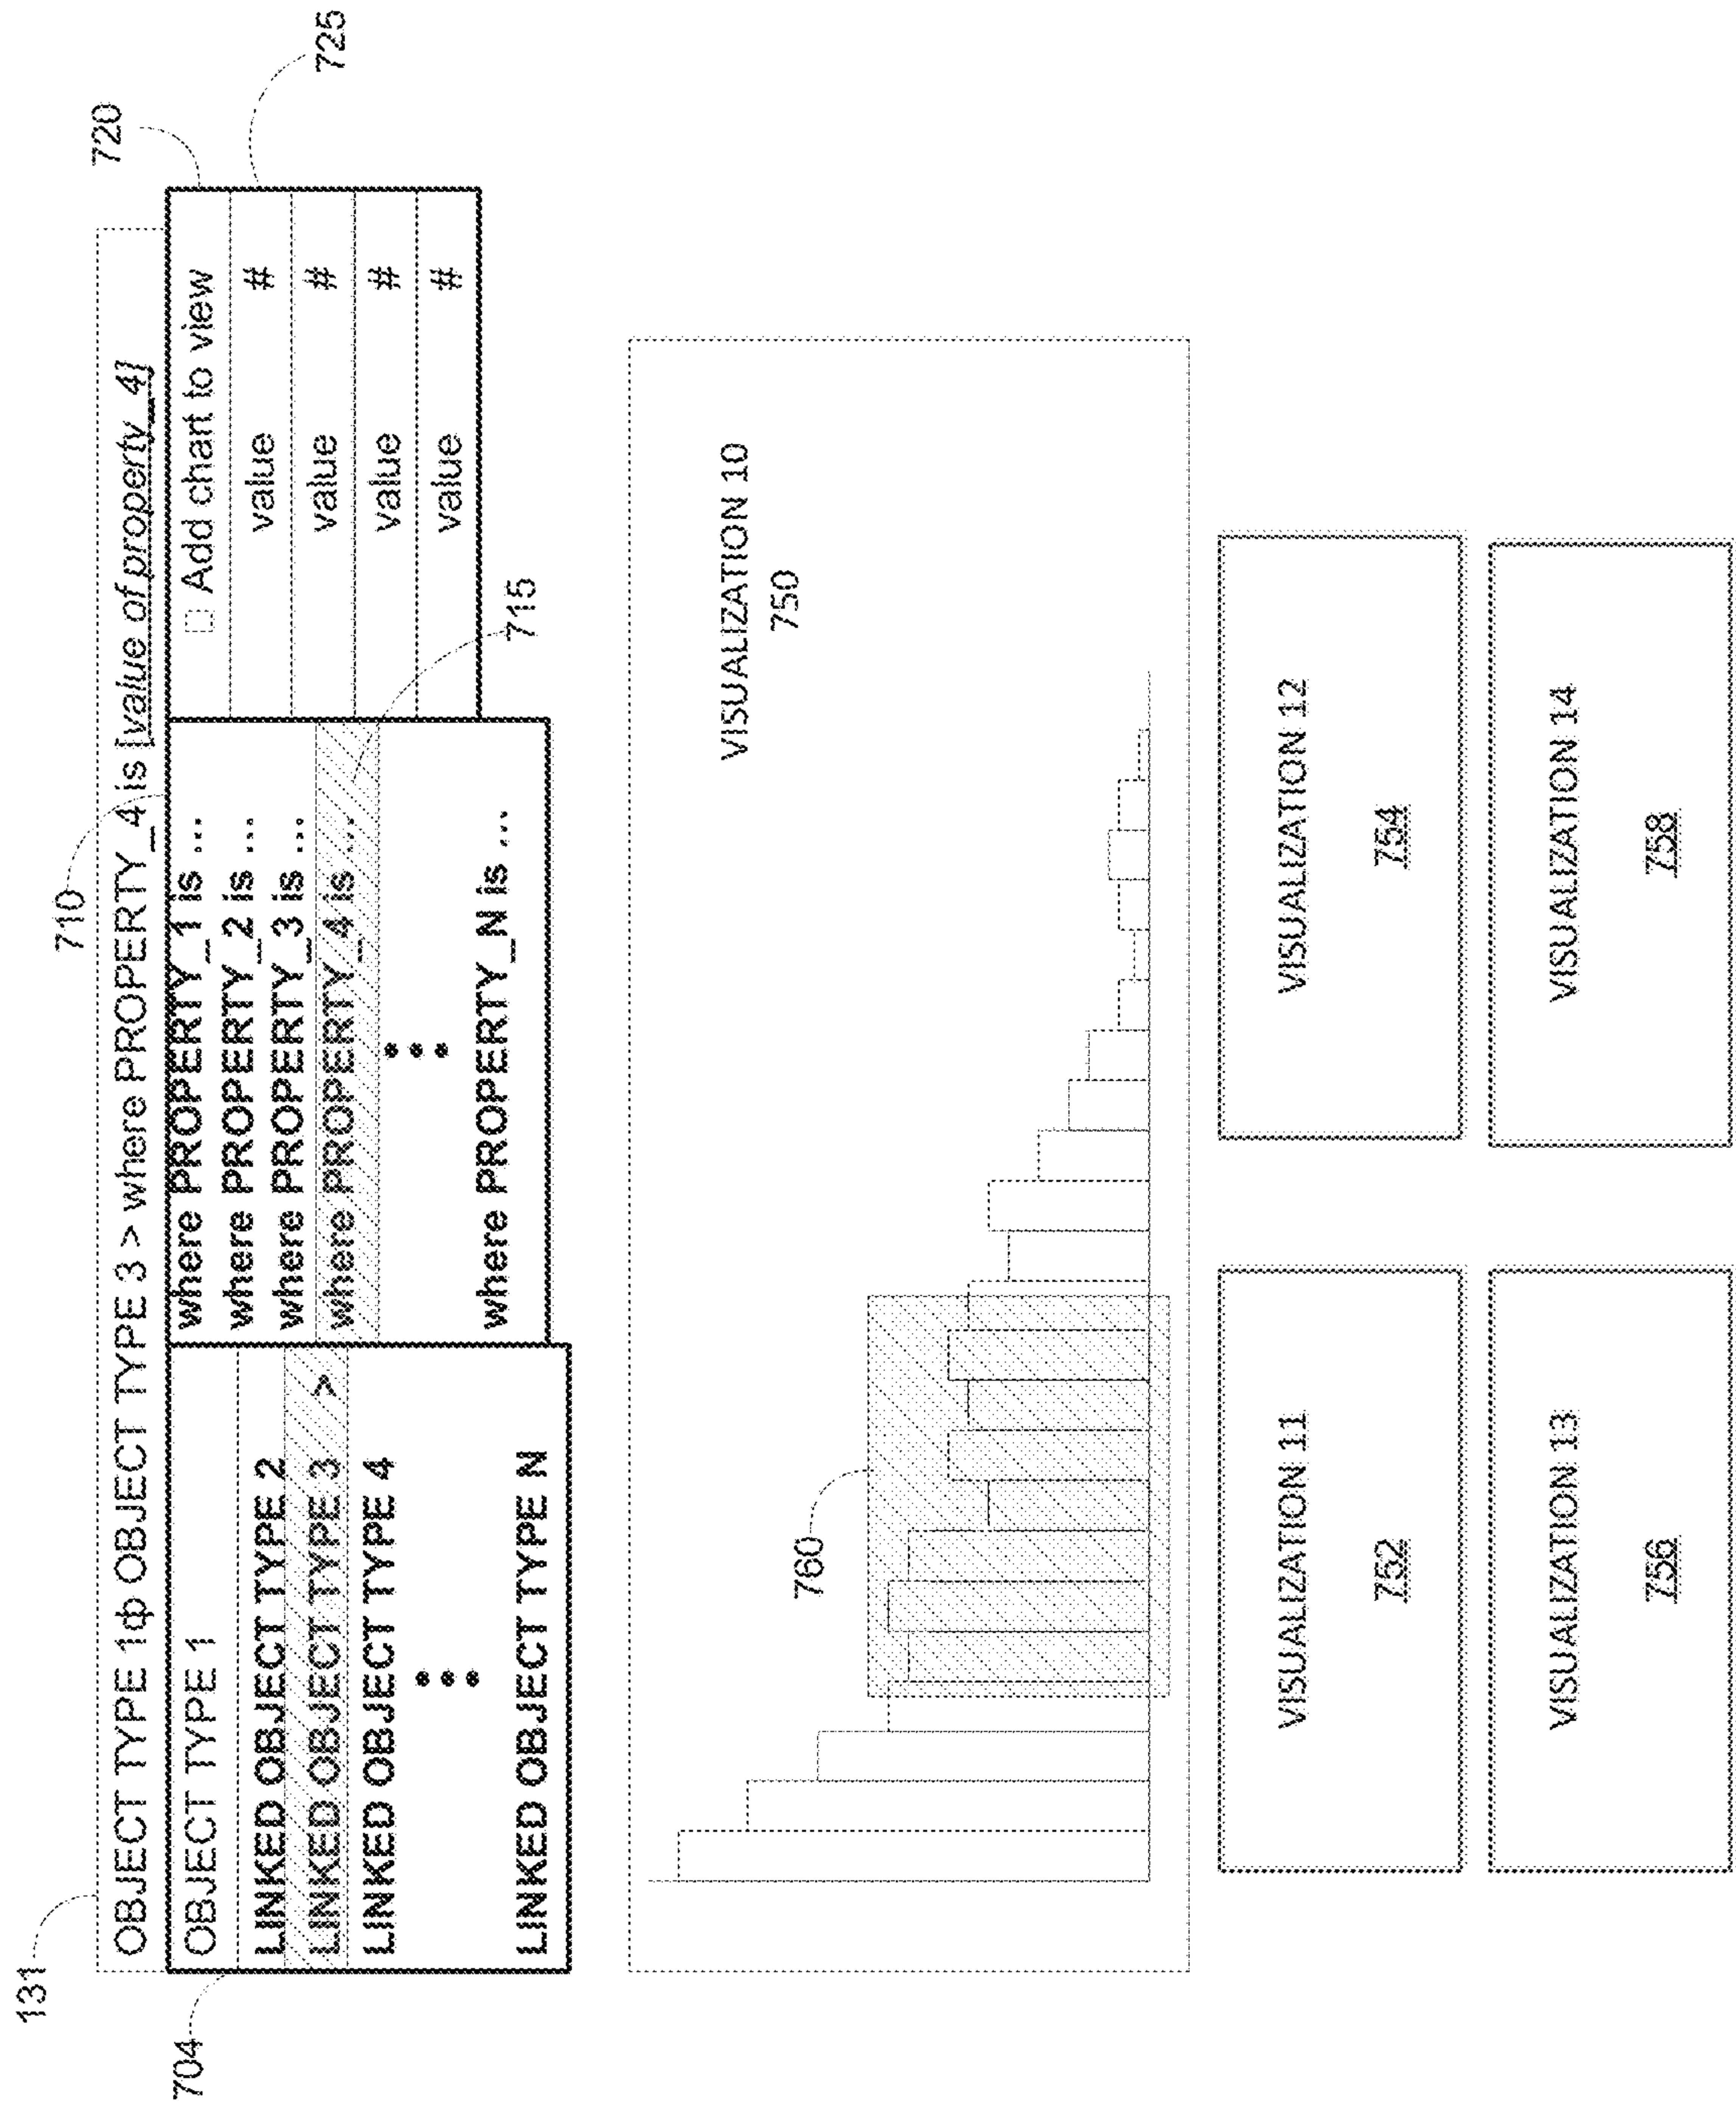 131
OBJECT TYPE 1ф OBJECT TYPE 3 > where PROPERTY_4 is [value of property_4]
704
OBJECT TYPE 1
LINKED OBJECT TYPE 2
LINKED OBJECT TYPE 3 >
LINKED OBJECT TYPE 4
LINKED OBJECT TYPE N
710
where PROPERTY_1 is ...
where PROPERTY_2 is ...
where PROPERTY_3 is ...
where PROPERTY_4 is ...
where PROPERTY_N is ...
715
720
Add chart to view
725
value #
value #
value #
value #
VISUALIZATION 10
750
760
VISUALIZATION 11
752
VISUALIZATION 12
754
VISUALIZATION 13
756
VISUALIZATION 14
758